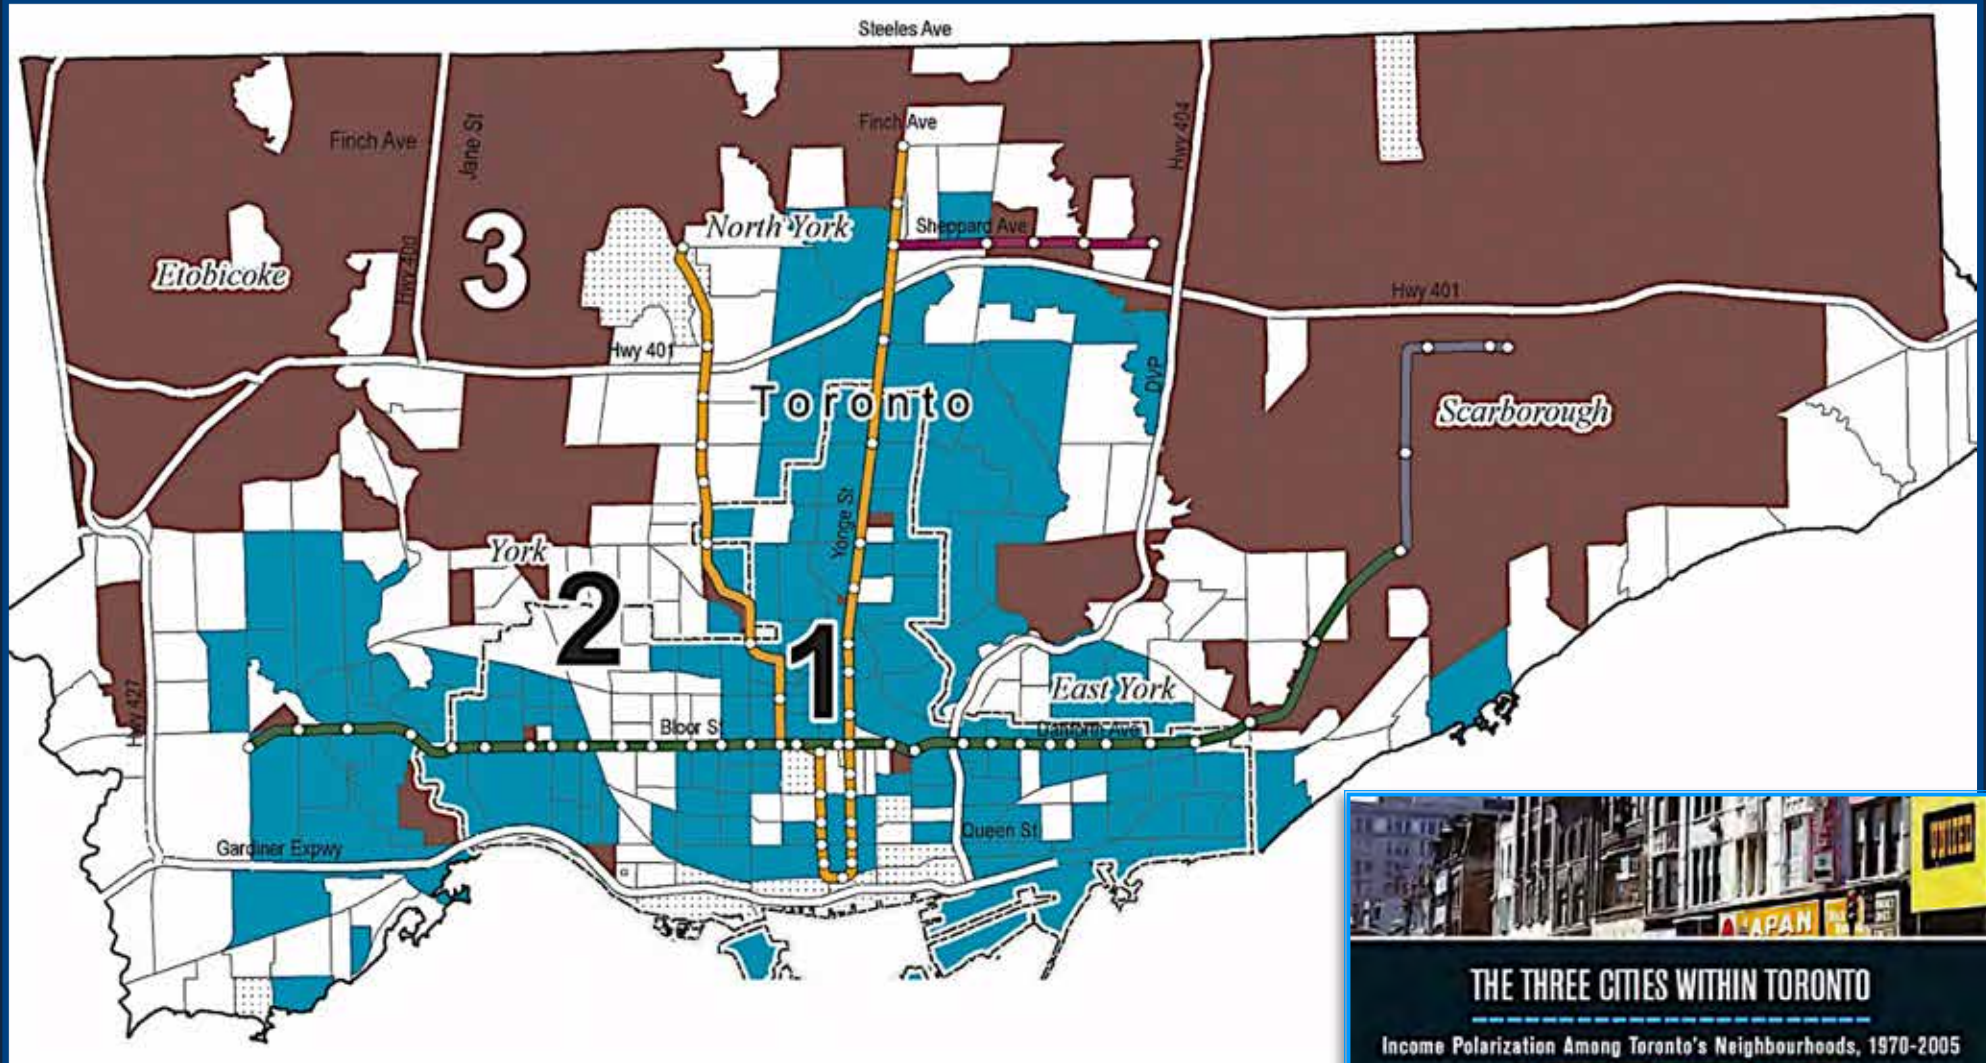 Steeles Ave
Finch Ave
Jane St
Finch Ave
Hwy 404
3
North York
Sheppard Ave
Etobicoke
Hwy 400
Hwy 401
Hwy 401
Toronto
DVP
Scarborough
Yonge St
York
2
1
East York
Hwy 427
Bloor St
Danforth Ave
Queen St
Gardiner Expwy
JAPAN
THE THREE CITIES WITHIN TORONTO
Income Polarization Among Toronto's Neighbourhoods, 1970-2005